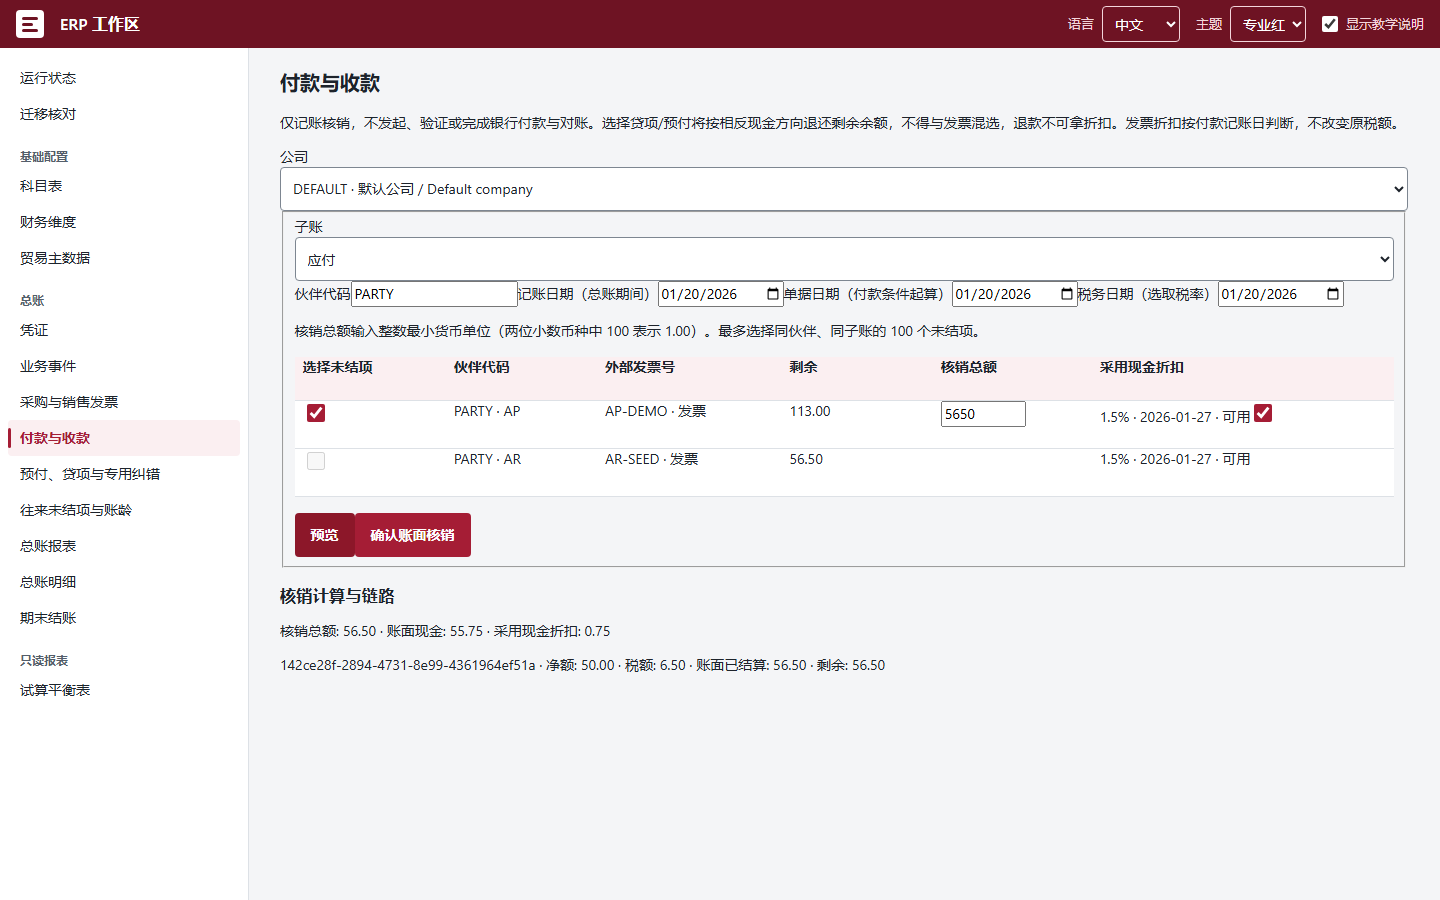 ERP 工作区
语言 中文 主题 专业红 显示教学说明
运行状态
迁移核对
基础配置
科目表
财务维度
贸易主数据
总账
凭证
业务事件
采购与销售发票
付款与收款
预付、贷项与专用纠错
往来未结项与账龄
总账报表
总账明细
期末结账
只读报表
试算平衡表
付款与收款
仅记账核销，不发起、验证或完成银行付款与对账。选择贷项/预付将按相反现金方向退还剩余余额，不得与发票混选，退款不可拿折扣。发票折扣按付款记账日判断，不改变原税额。
公司
DEFAULT · 默认公司 / Default company
子账
应付
伙伴代码 PARTY 记账日期（总账期间） 01/20/2026 单据日期（付款条件起算） 01/20/2026 税务日期（选取税率） 01/20/2026
核销总额输入整数最小货币单位（两位小数币种中 100 表示 1.00）。最多选择同伙伴、同子账的 100 个未结项。
选择未结项 伙伴代码 外部发票号 剩余 核销总额 采用现金折扣
PARTY · AP AP-DEMO · 发票 113.00 5650 1.5% · 2026-01-27 · 可用
PARTY · AR AR-SEED · 发票 56.50 1.5% · 2026-01-27 · 可用
预览 确认账面核销
核销计算与链路
核销总额: 56.50 · 账面现金: 55.75 · 采用现金折扣: 0.75
142ce28f-2894-4731-8e99-4361964ef51a · 净额: 50.00 · 税额: 6.50 · 账面已结算: 56.50 · 剩余: 56.50